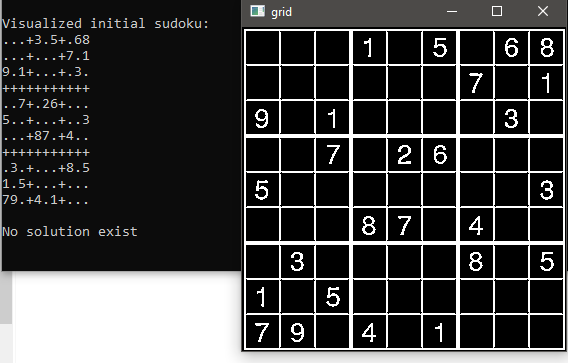 Visualized initial sudoku:
...+3.5+.68
...+...+7.1
9.1+...+.3.
+++++++++++
..7+.26+...
5..+...+..3
...+87.+4..
+++++++++++
.3.+...+8.5
1.5+...+...
79.+4.1+...
No solution exist
grid
1 5 6 8
7 1
9 1 3
7 2 6
5 3
8 7 4
3 8 5
1 5
7 9 4 1